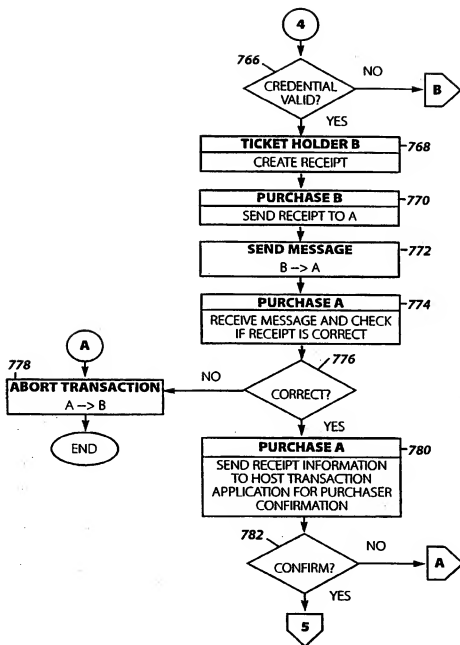 4
766
CREDENTIAL
VALID?
NO
B
YES
TICKET HOLDER B
768
CREATE RECEIPT
PURCHASE B
770
SEND RECEIPT TO A
SEND MESSAGE
772
B –> A
PURCHASE A
774
RECEIVE MESSAGE AND CHECK
IF RECEIPT IS CORRECT
A
778
776
ABORT TRANSACTION
A –> B
NO
CORRECT?
YES
END
PURCHASE A
780
SEND RECEIPT INFORMATION
TO HOST TRANSACTION
APPLICATION FOR PURCHASER
CONFIRMATION
782
CONFIRM?
NO
A
YES
5